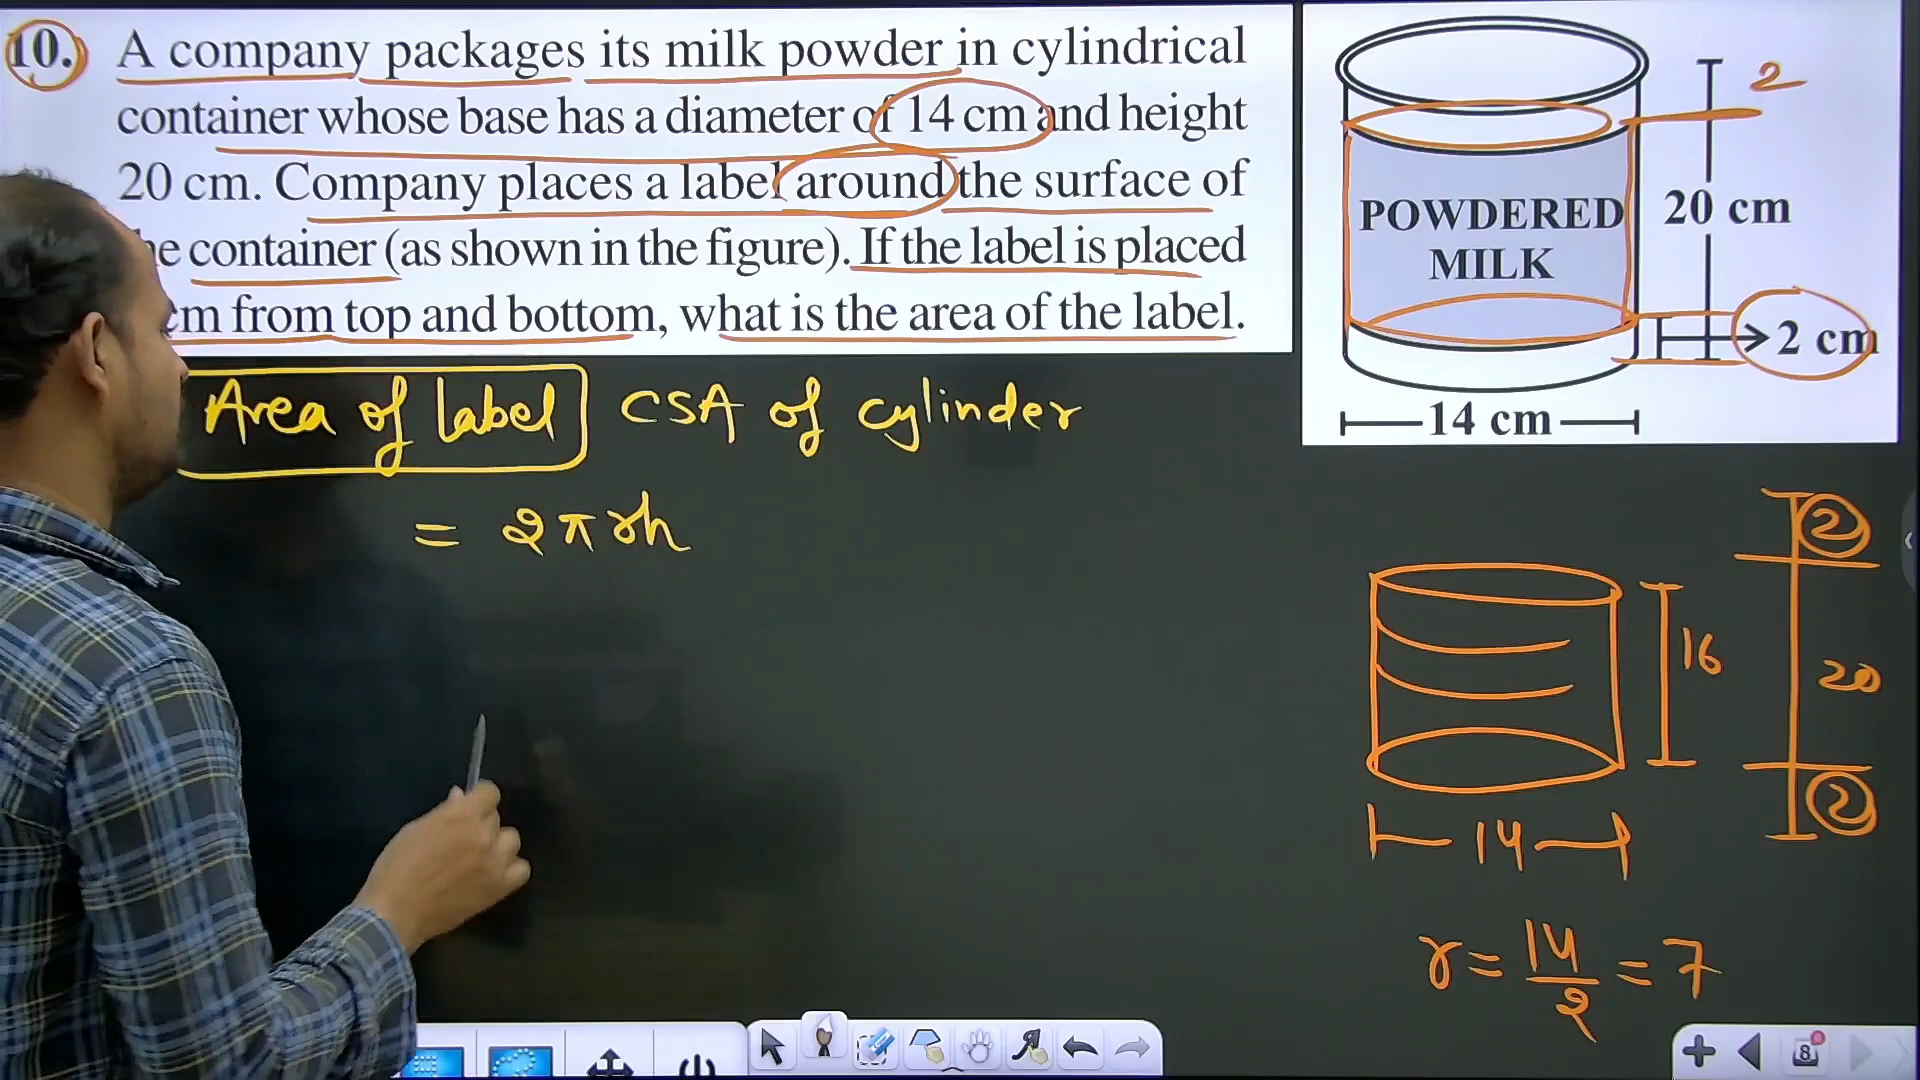 10. A company packages its milk powder in cylindrical
container whose base has a diameter of 14 cm and height
20 cm. Company places a label around the surface of
container (as shown in the figure). If the label is placed
cm from top and bottom, what is the area of the label.
2
POWDERED
MILK
20 cm
2 cm
14 cm
Area of label CSA of cylinder
= 2πrh
2
16
20
2
14
r = 14/2 = 7
8